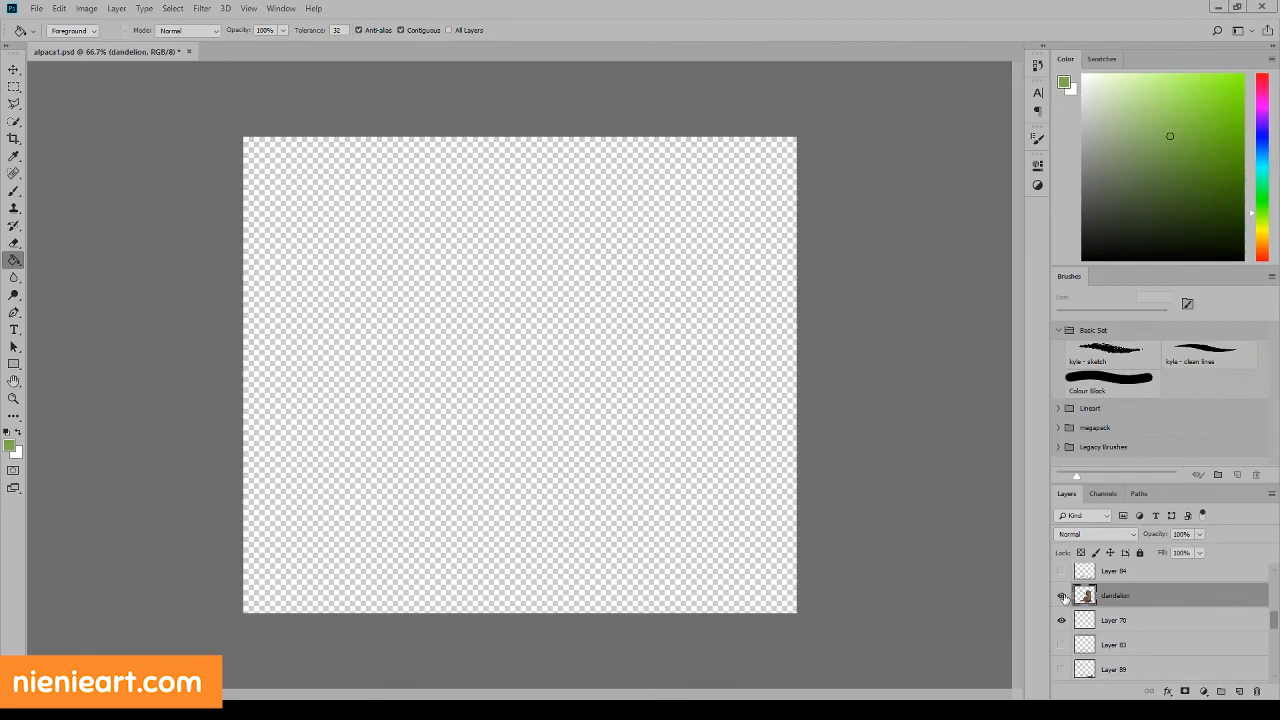 Ps File Edit Image Layer Type Select Filter 3D View Window Help
Foreground Mode: Normal Opacity: 100% Tolerance: 32 Anti-alias Contiguous All Layers
alpaca1.psd @ 66.7% (dandelion, RGB/8) *
Color Swatches
Brushes
Size:
Basic Set
kyle - sketch kyle - clean lines
Colour Block
Lineart
megapack
Legacy Brushes
Layers Channels Paths
Kind
Normal Opacity: 100%
Lock: Fill: 100%
Layer 84
dandelion
Layer 70
Layer 83
Layer 89
nienieart.com